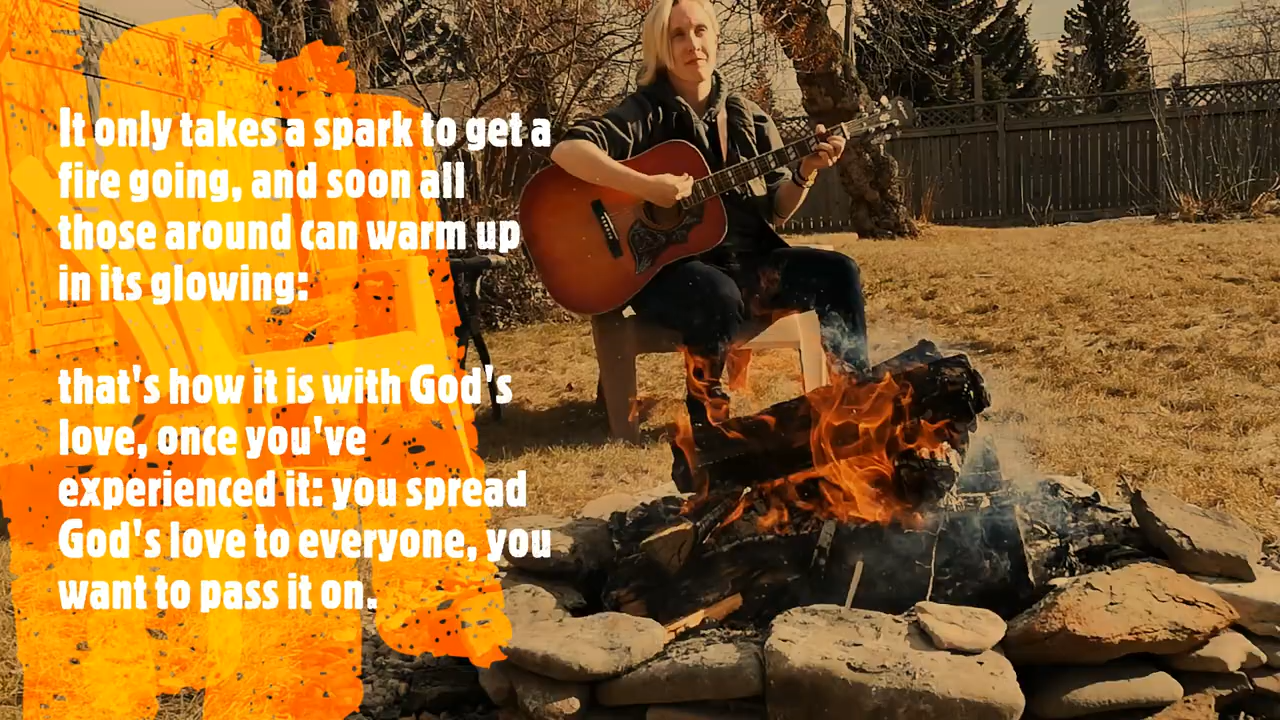 It only takes a spark to get a
fire going, and soon all
those around can warm up
in its glowing:
that's how it is with God's
love, once you've
experienced it: you spread
God's love to everyone, you
want to pass it on.